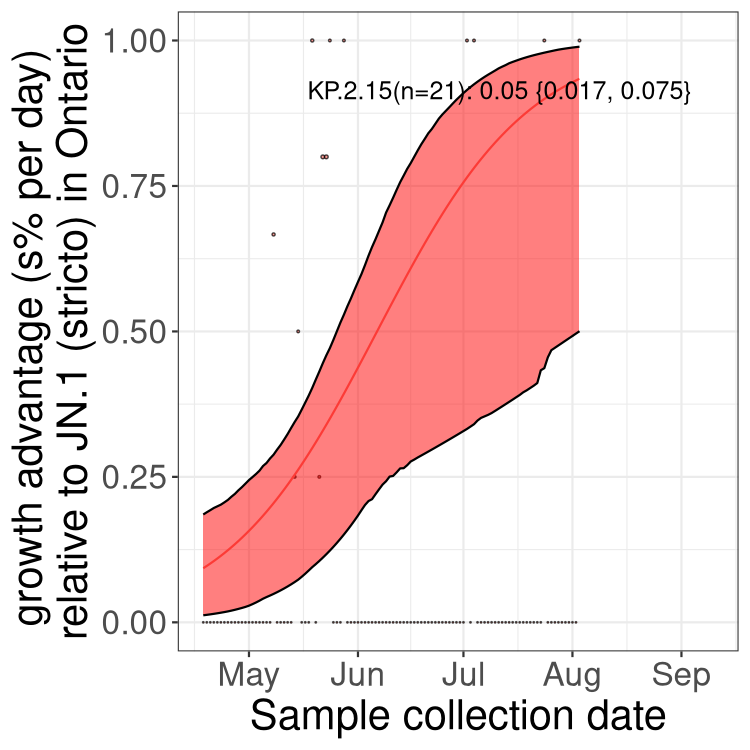 growth advantage (s% per day)
relative to JN.1 (stricto) in Ontario
1.00
0.75
0.50
0.25
0.00
KP.2.15(n=21): 0.05 {0.017, 0.075}
May Jun Jul Aug Sep
Sample collection date